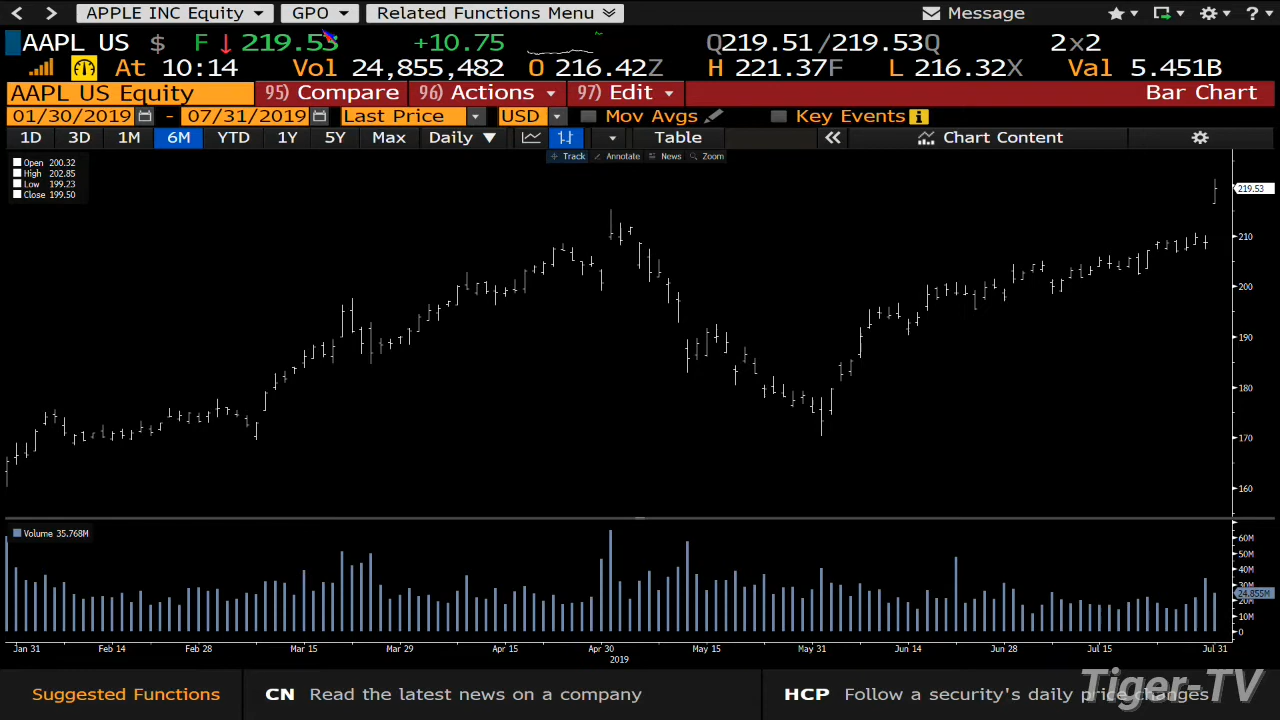 APPLE INC Equity GPO Related Functions Menu Message ?
AAPL US $ F ↓ 219.53 +10.75 Q219.51 /219.53Q 2x2
At 10:14 Vol 24,855,482 O 216.42Z H 221.37F L 216.32X Val 5.451B
AAPL US Equity 95) Compare 96) Actions 97) Edit Bar Chart
01/30/2019 - 07/31/2019 Last Price USD Mov Avgs Key Events
1D 3D 1M 6M YTD 1Y 5Y Max Daily ▼ Table « Chart Content
Track Annotate News Zoom
Open 200.32
High 202.85
Low 199.23
Close 199.50
219.53
210
200
190
180
170
160
Volume 35.768M
60M
50M
40M
30M
24.855M
20M
10M
0
Jan 31 Feb 14 Feb 28 Mar 15 Mar 29 Apr 15 Apr 30 May 15 May 31 Jun 14 Jun 28 Jul 15 Jul 31
2019
Suggested Functions CN Read the latest news on a company HCP Follow a security's daily price changes
Tiger-TV